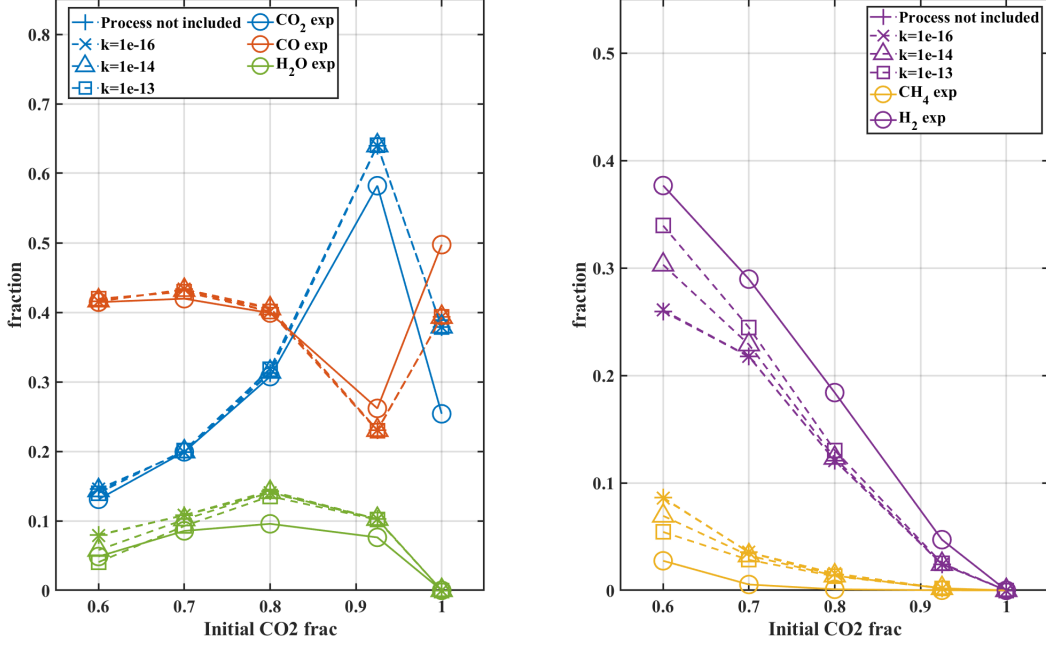 Process not included
k=1e-16
k=1e-14
k=1e-13
CO2 exp
CO exp
H2O exp
0.8
0.7
0.6
0.5
0.4
0.3
0.2
0.1
0
fraction
0.6
0.7
0.8
0.9
1
Initial CO2 frac
Process not included
k=1e-16
k=1e-14
k=1e-13
CH4 exp
H2 exp
0.5
0.4
0.3
0.2
0.1
0
fraction
0.6
0.7
0.8
0.9
1
Initial CO2 frac